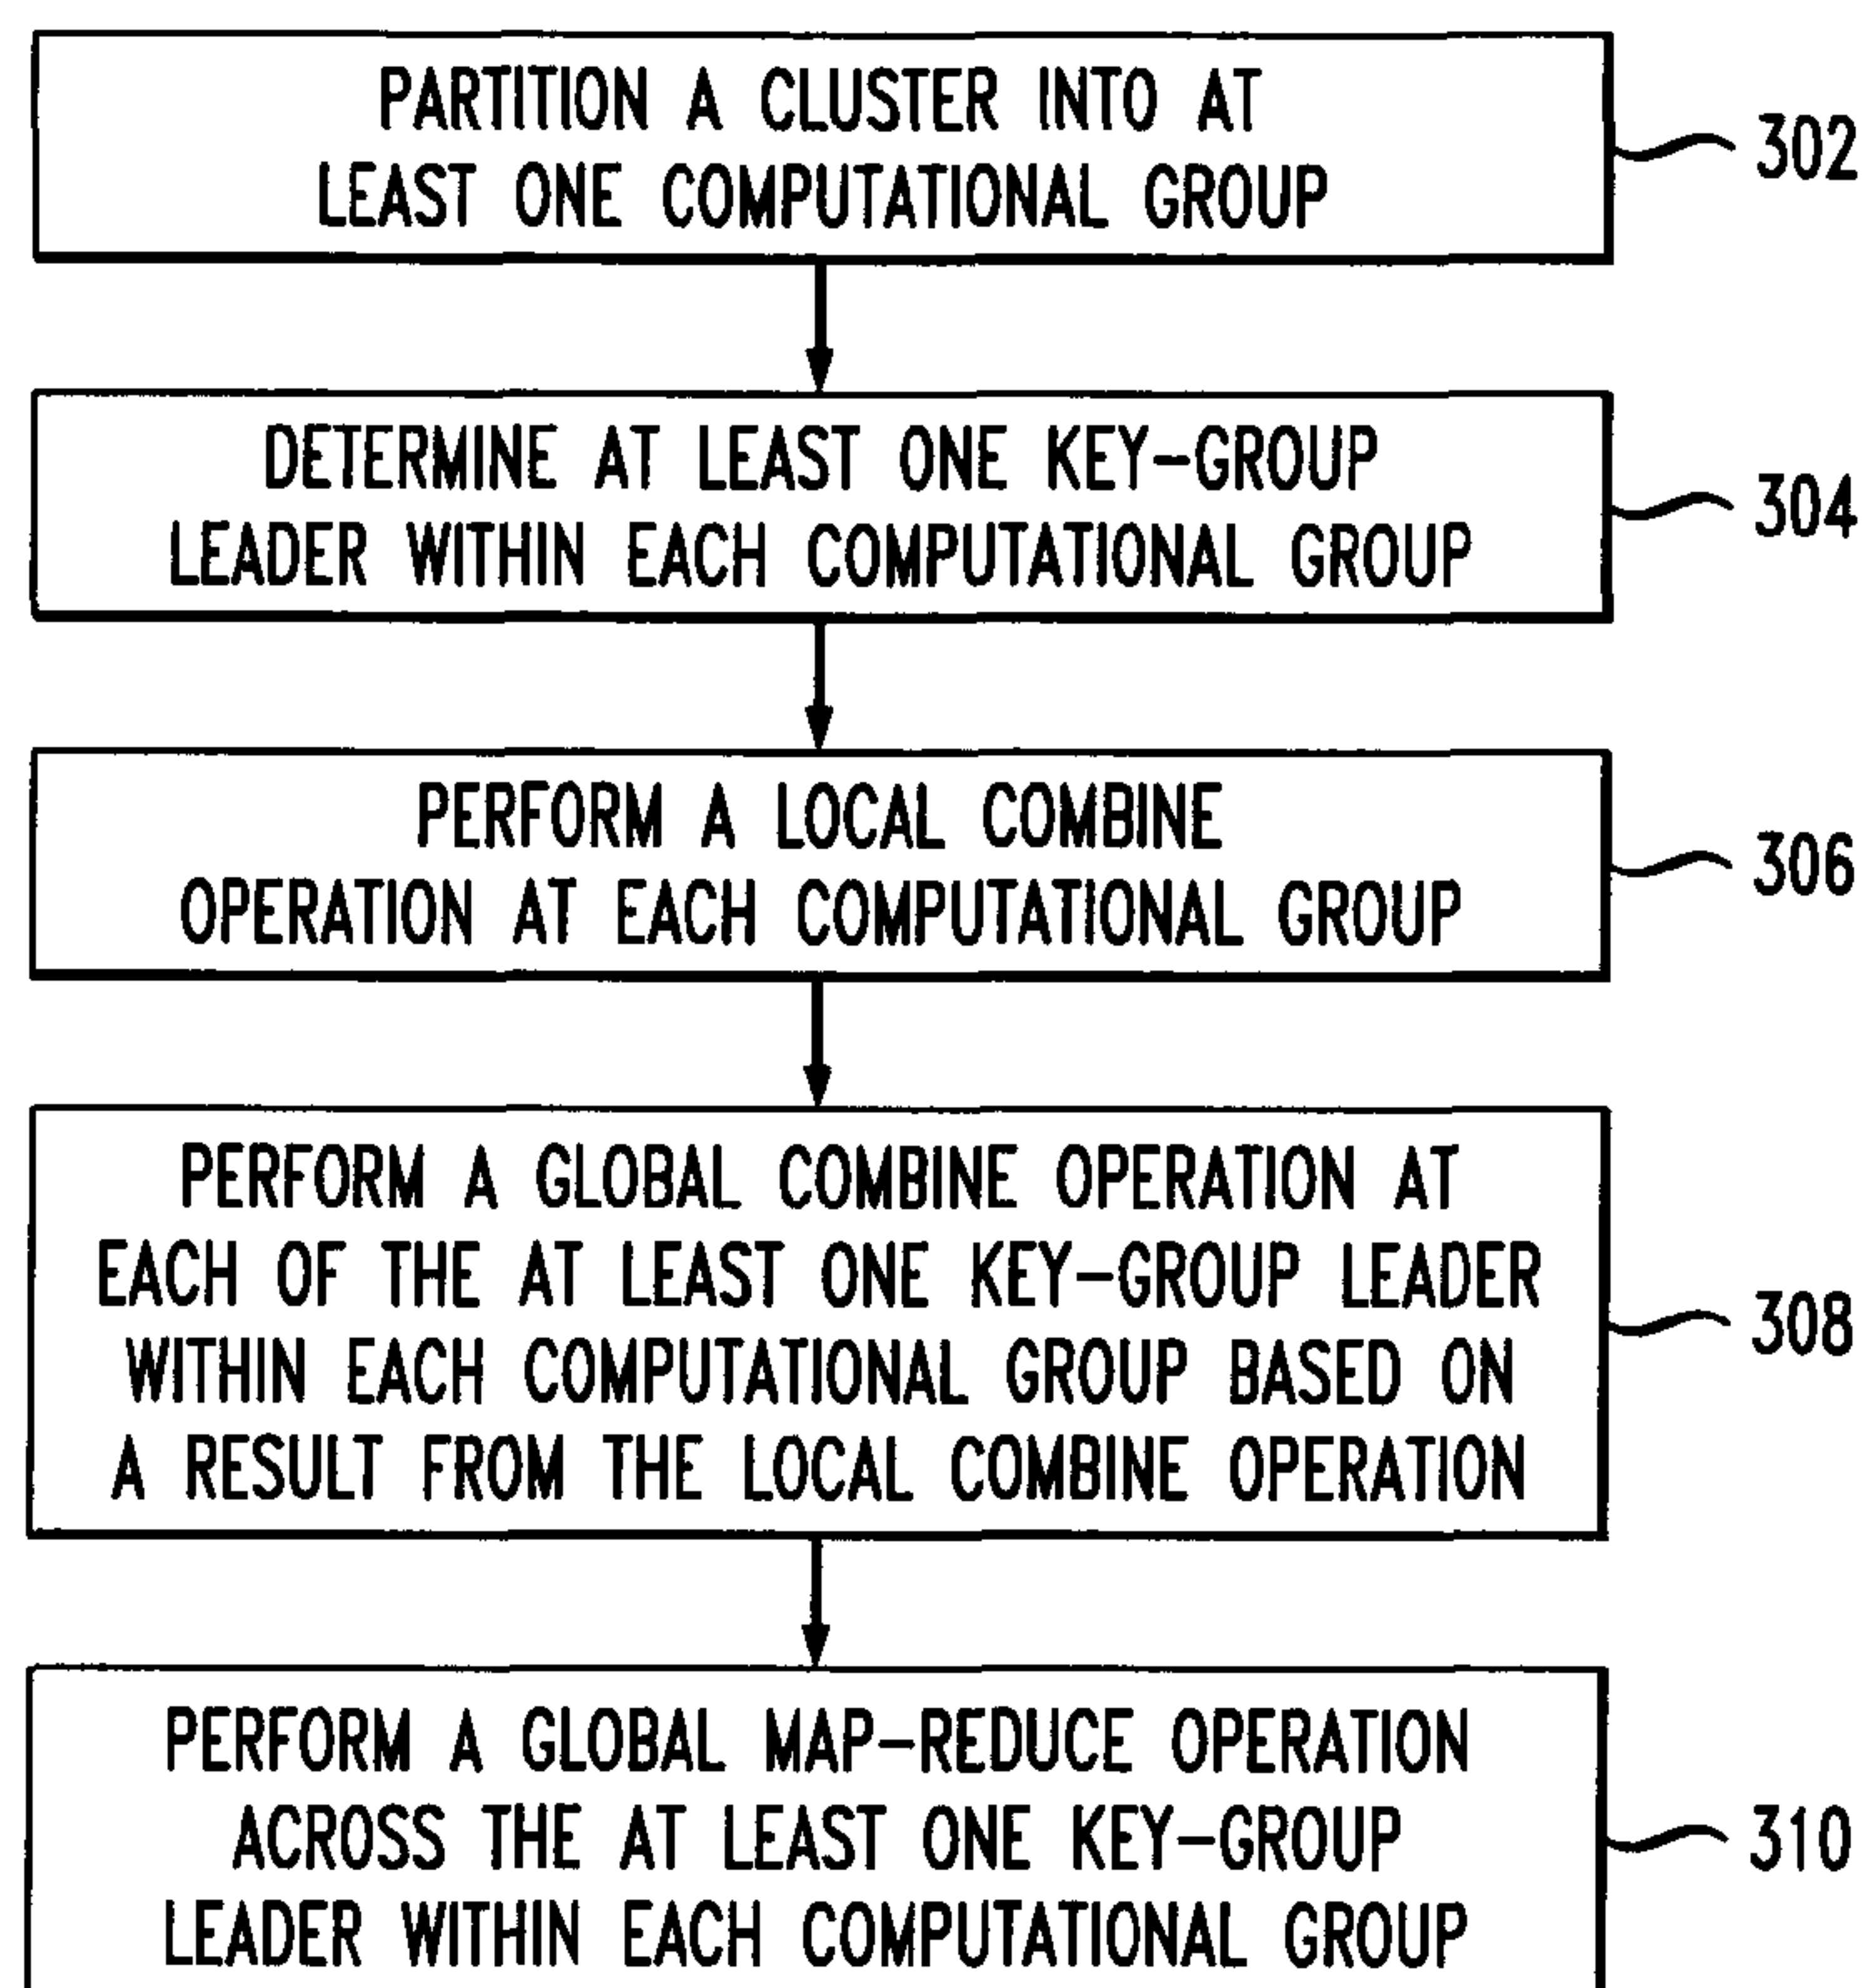 PARTITION A CLUSTER INTO AT
LEAST ONE COMPUTATIONAL GROUP
302
DETERMINE AT LEAST ONE KEY-GROUP
LEADER WITHIN EACH COMPUTATIONAL GROUP
304
PERFORM A LOCAL COMBINE
OPERATION AT EACH COMPUTATIONAL GROUP
306
PERFORM A GLOBAL COMBINE OPERATION AT
EACH OF THE AT LEAST ONE KEY-GROUP LEADER
WITHIN EACH COMPUTATIONAL GROUP BASED ON
A RESULT FROM THE LOCAL COMBINE OPERATION
308
PERFORM A GLOBAL MAP-REDUCE OPERATION
ACROSS THE AT LEAST ONE KEY-GROUP
LEADER WITHIN EACH COMPUTATIONAL GROUP
310